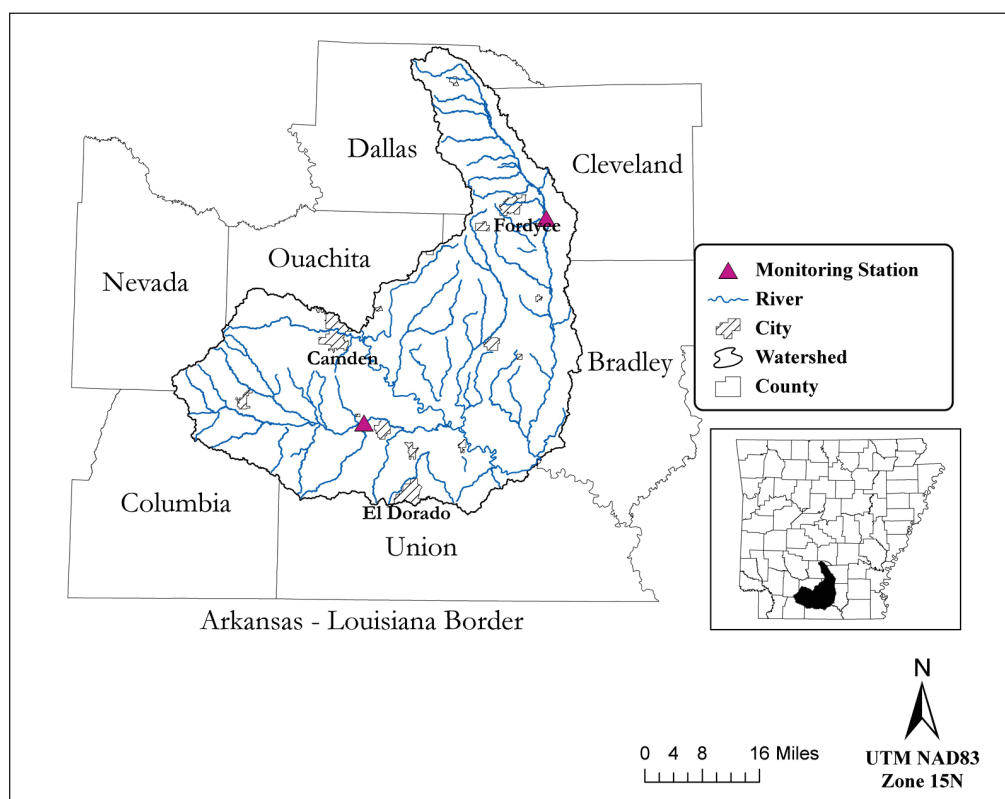 Dallas
Cleveland
Fordyce
Ouachita
Nevada
Camden
Bradley
Columbia
El Dorado
Union
Arkansas - Louisiana Border
Monitoring Station
River
City
Watershed
County
N
UTM NAD83
Zone 15N
0 4 8 16 Miles